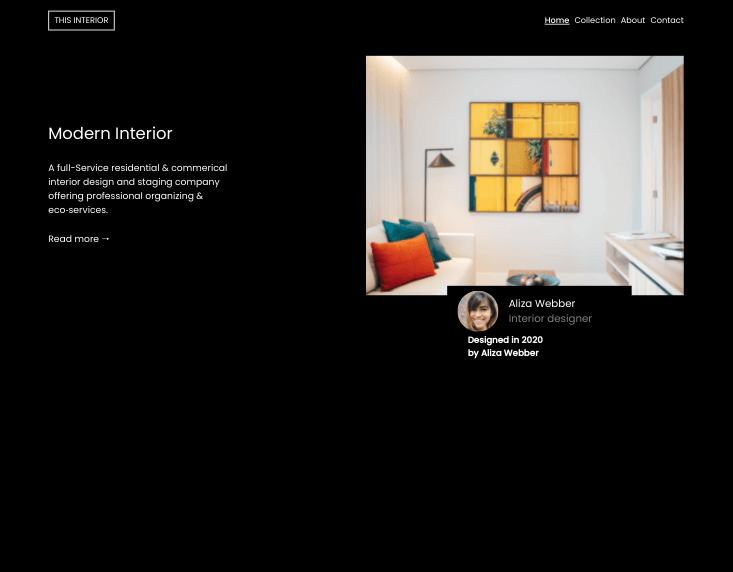 THIS INTERIOR
Home Collection About Contact
Modern Interior
A full-Service residential & commerical
interior design and staging company
offering professional organizing &
eco-services.
Read more →
Aliza Webber
Interior designer
Designed in 2020
by Aliza Webber